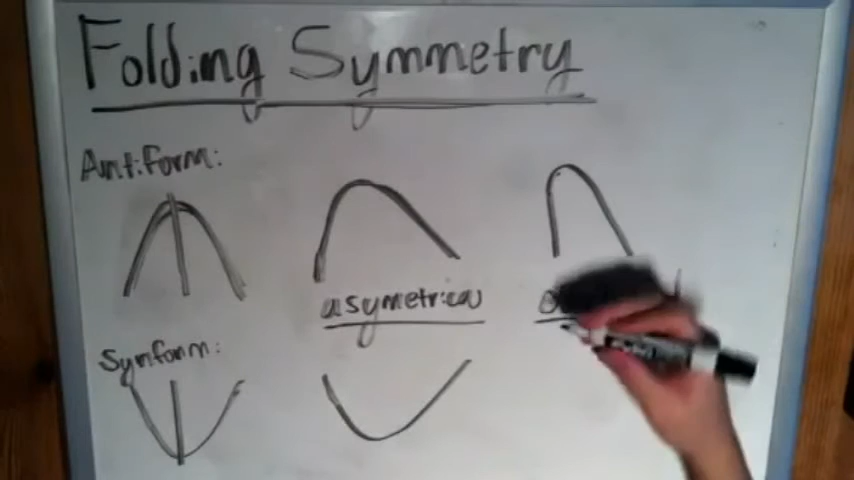 Folding Symmetry
Antiform:
asymetrical
Synform: